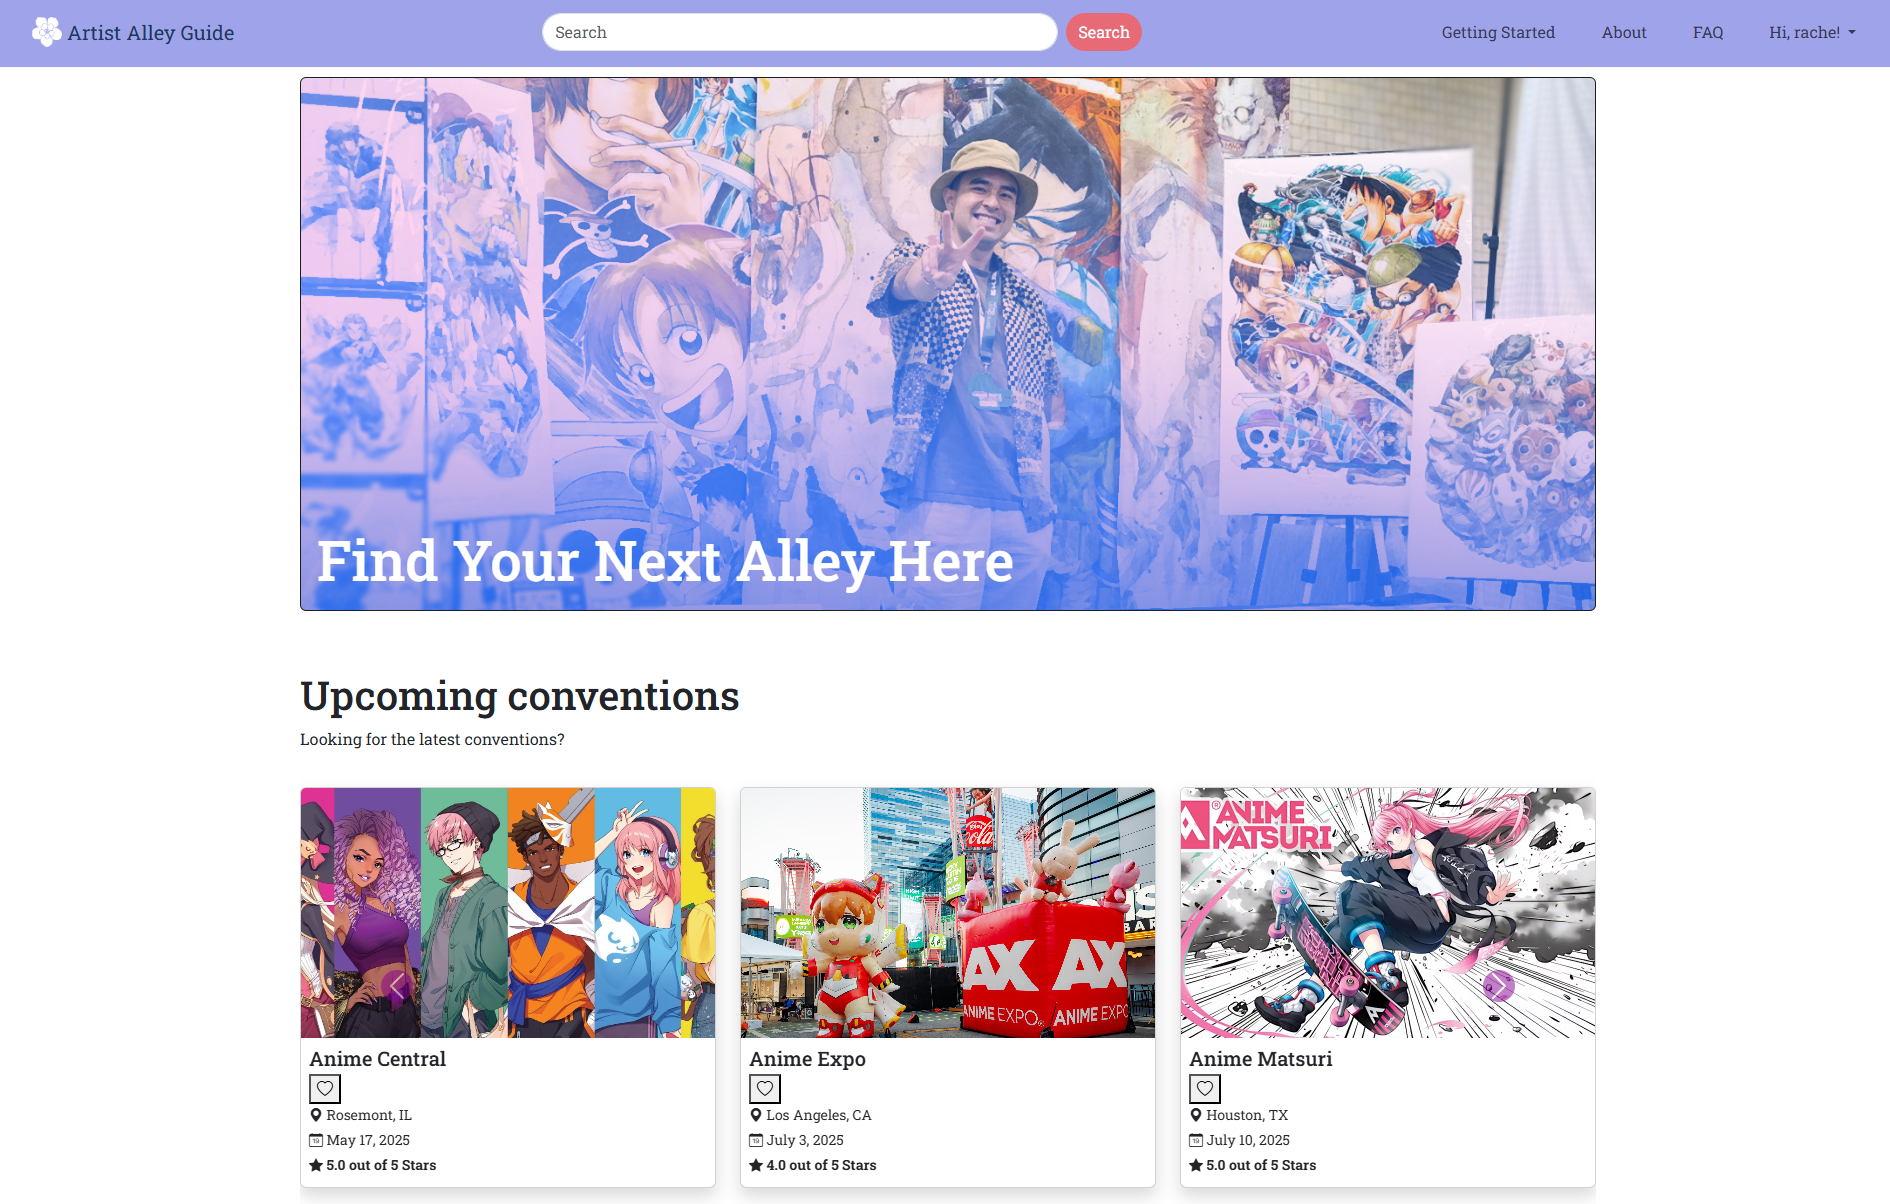 Artist Alley Guide
Search
Search
Getting Started
About
FAQ
Hi, rache!
Find Your Next Alley Here
Upcoming conventions
Looking for the latest conventions?
Coca-Cola
AX
AX
ANIME EXPO
ANIME EXPO
BAR
ANIME
MATSURI
Anime Central
Rosemont, IL
May 17, 2025
5.0 out of 5 Stars
Anime Expo
Los Angeles, CA
July 3, 2025
4.0 out of 5 Stars
Anime Matsuri
Houston, TX
July 10, 2025
5.0 out of 5 Stars